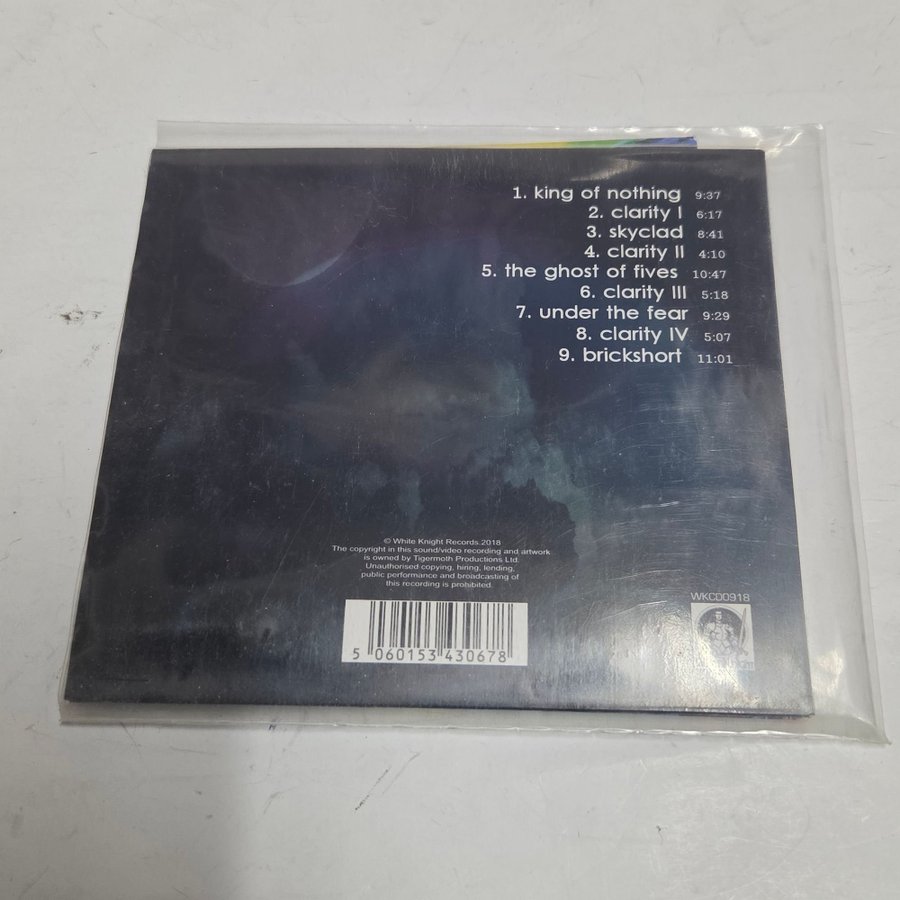 1. king of nothing 9:37
2. clarity I 6:17
3. skyclad 8:41
4. clarity II 4:10
5. the ghost of fives 10:47
6. clarity III 5:18
7. under the fear 9:29
8. clarity IV 5:07
9. brickshort 11:01
© White Knight Records 2018
The copyright in this sound/video recording and artwork
is owned by Tigermoth Productions Ltd.
Unauthorised copying, hiring, lending,
public performance and broadcasting of
this recording is prohibited.
WKCD0918
5 060153 430678